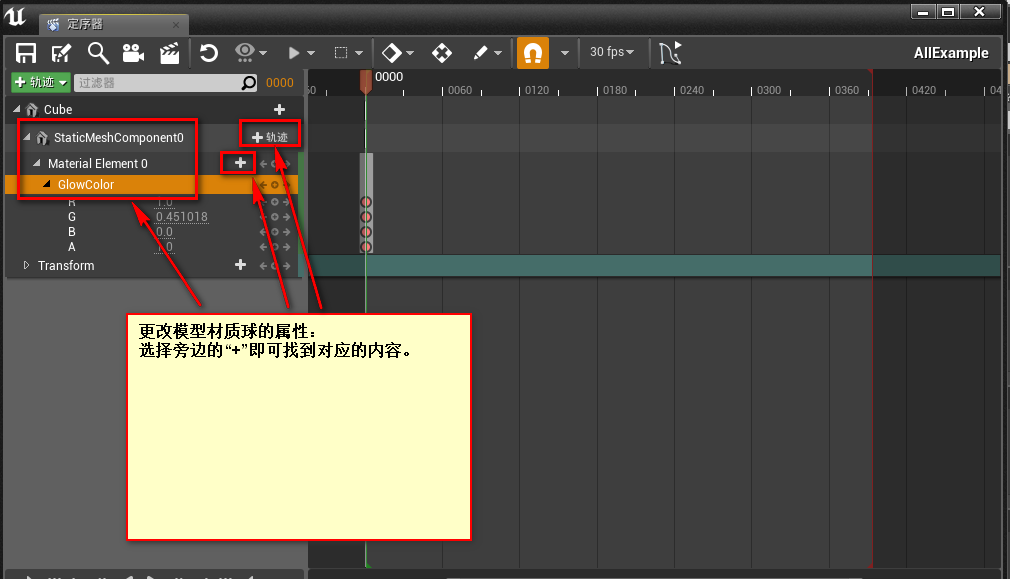 定序器
30 fps
AllExample
轨迹
过滤器
0000
0000
0060
0120
0180
0240
0300
0360
0420
Cube
StaticMeshComponent0
轨迹
Material Element 0
GlowColor
R 1.0
G 0.451018
B 0.0
A 1.0
Transform
更改模型材质球的属性：
选择旁边的“+”即可找到对应的内容。